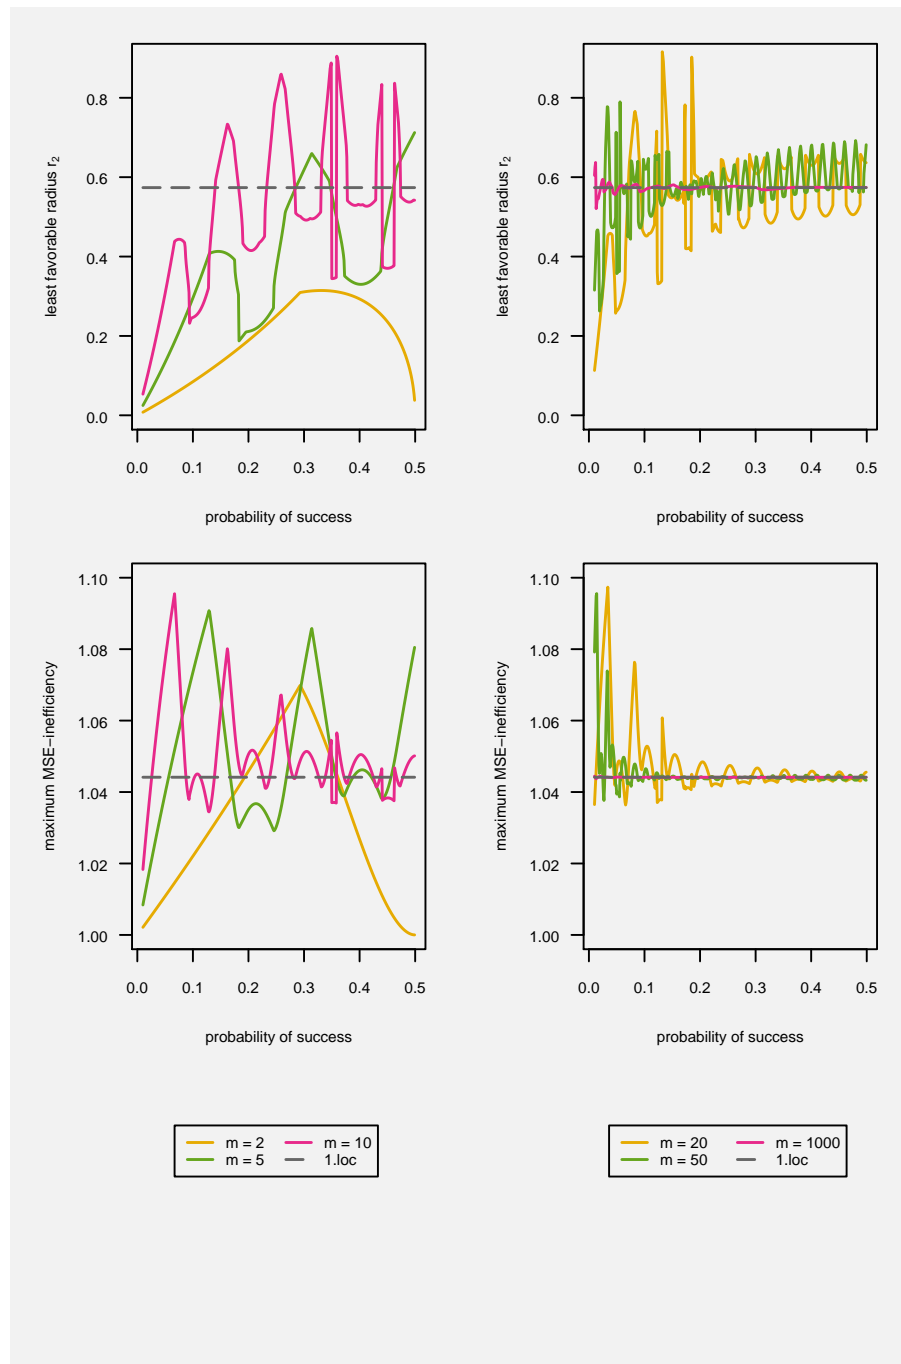 least favorable radius r2
0.8
0.6
0.4
0.2
0.0
0.0 0.1 0.2 0.3 0.4 0.5
probability of success
least favorable radius r2
0.8
0.6
0.4
0.2
0.0
0.0 0.1 0.2 0.3 0.4 0.5
probability of success
maximum MSE−inefficiency
1.10
1.08
1.06
1.04
1.02
1.00
0.0 0.1 0.2 0.3 0.4 0.5
probability of success
maximum MSE−inefficiency
1.10
1.08
1.06
1.04
1.02
1.00
0.0 0.1 0.2 0.3 0.4 0.5
probability of success
m = 2 m = 10
m = 5 1.loc
m = 20 m = 1000
m = 50 1.loc